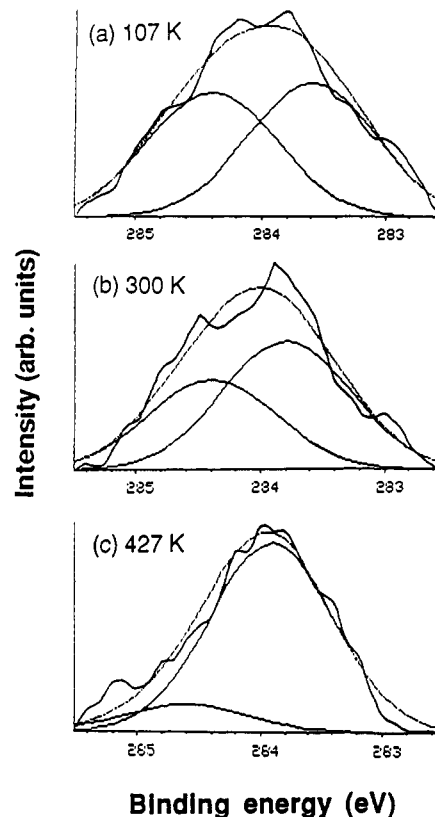 (a) 107 K
285 284 283
(b) 300 K
285 284 283
(c) 427 K
285 284 283
Intensity (arb. units)
Binding energy (eV)